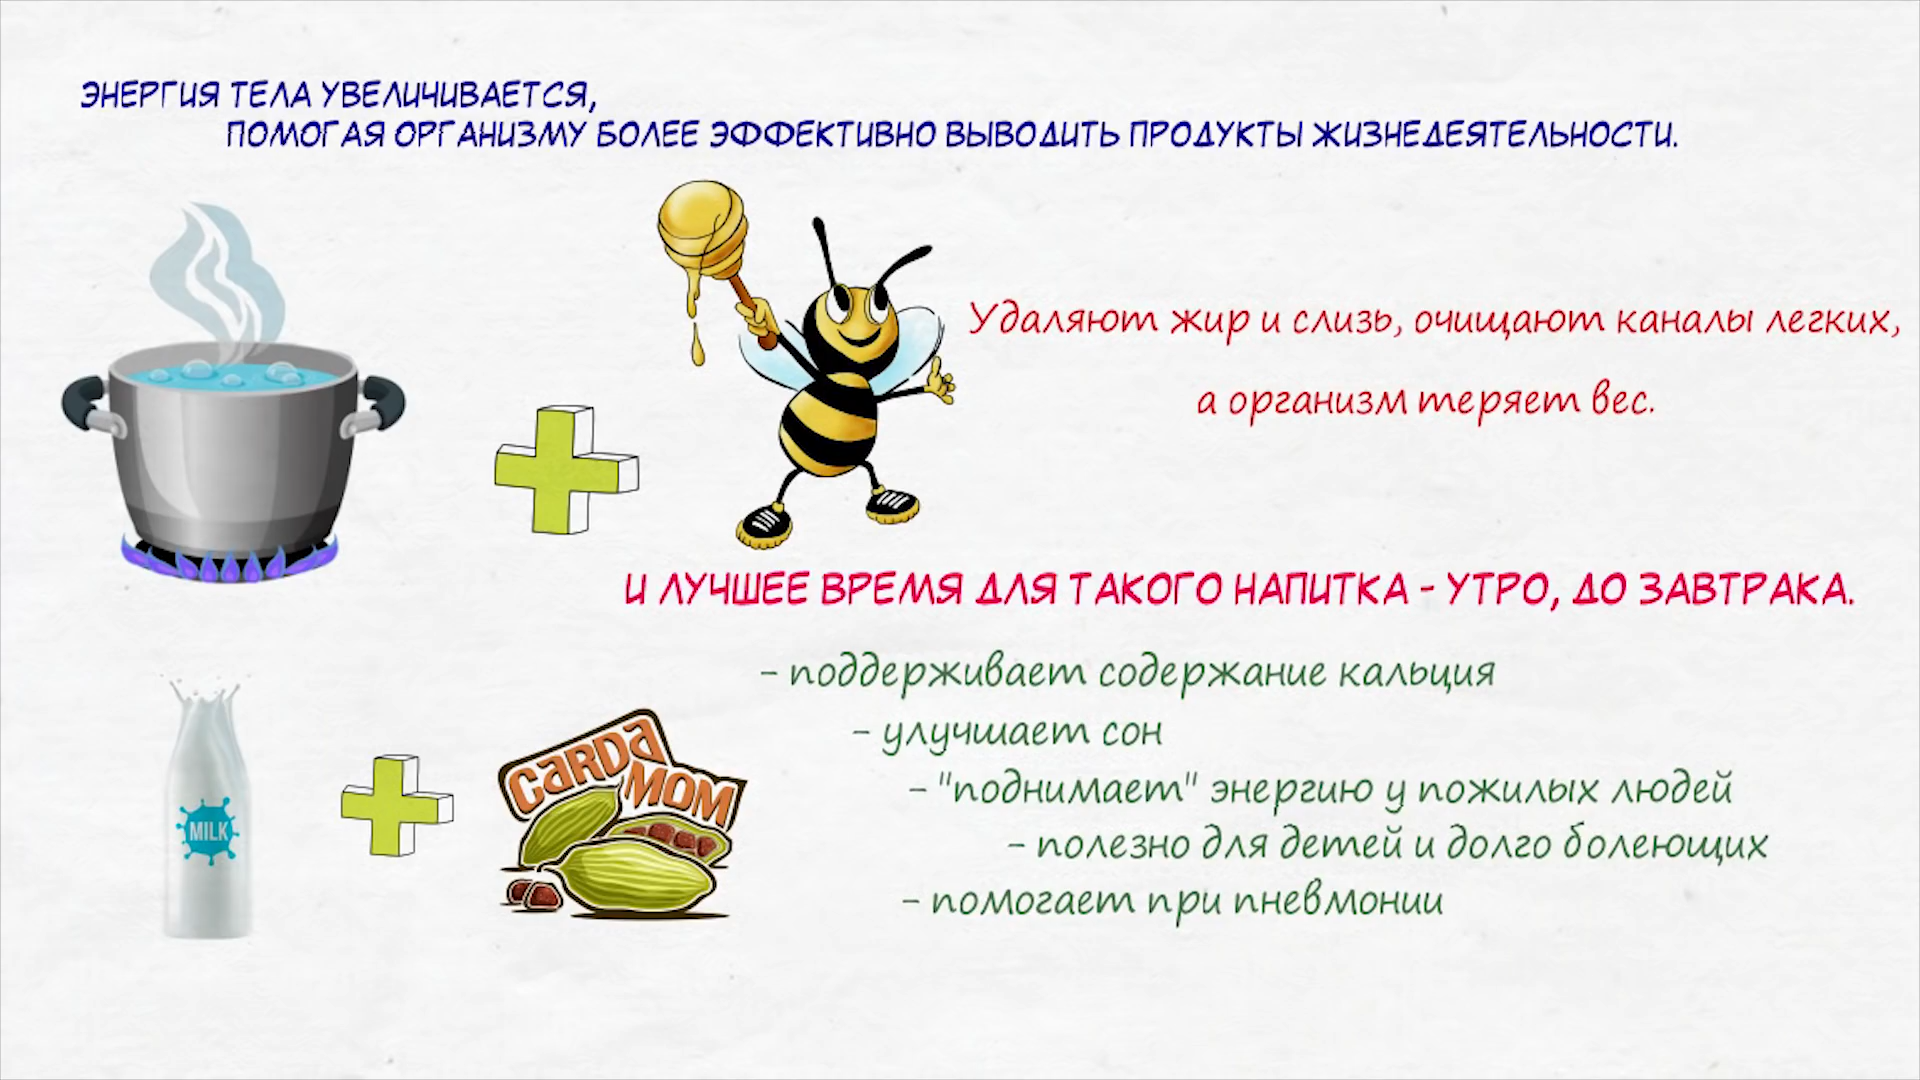 ЭНЕРГИЯ ТЕЛА УВЕЛИЧИВАЕТСЯ,
ПОМОГАЯ ОРГАНИЗМУ БОЛЕЕ ЭФФЕКТИВНО ВЫВОДИТЬ ПРОДУКТЫ ЖИЗНЕДЕЯТЕЛЬНОСТИ.
Удаляют жир и слизь, очищают каналы легких,
а организм теряет вес.
И ЛУЧШЕЕ ВРЕМЯ ДЛЯ ТАКОГО НАПИТКА - УТРО, ДО ЗАВТРАКА.
- поддерживает содержание кальция
- улучшает сон
- "поднимает" энергию у пожилых людей
- полезно для детей и долго болеющих
- помогает при пневмонии
MILK
CARDA
MOM